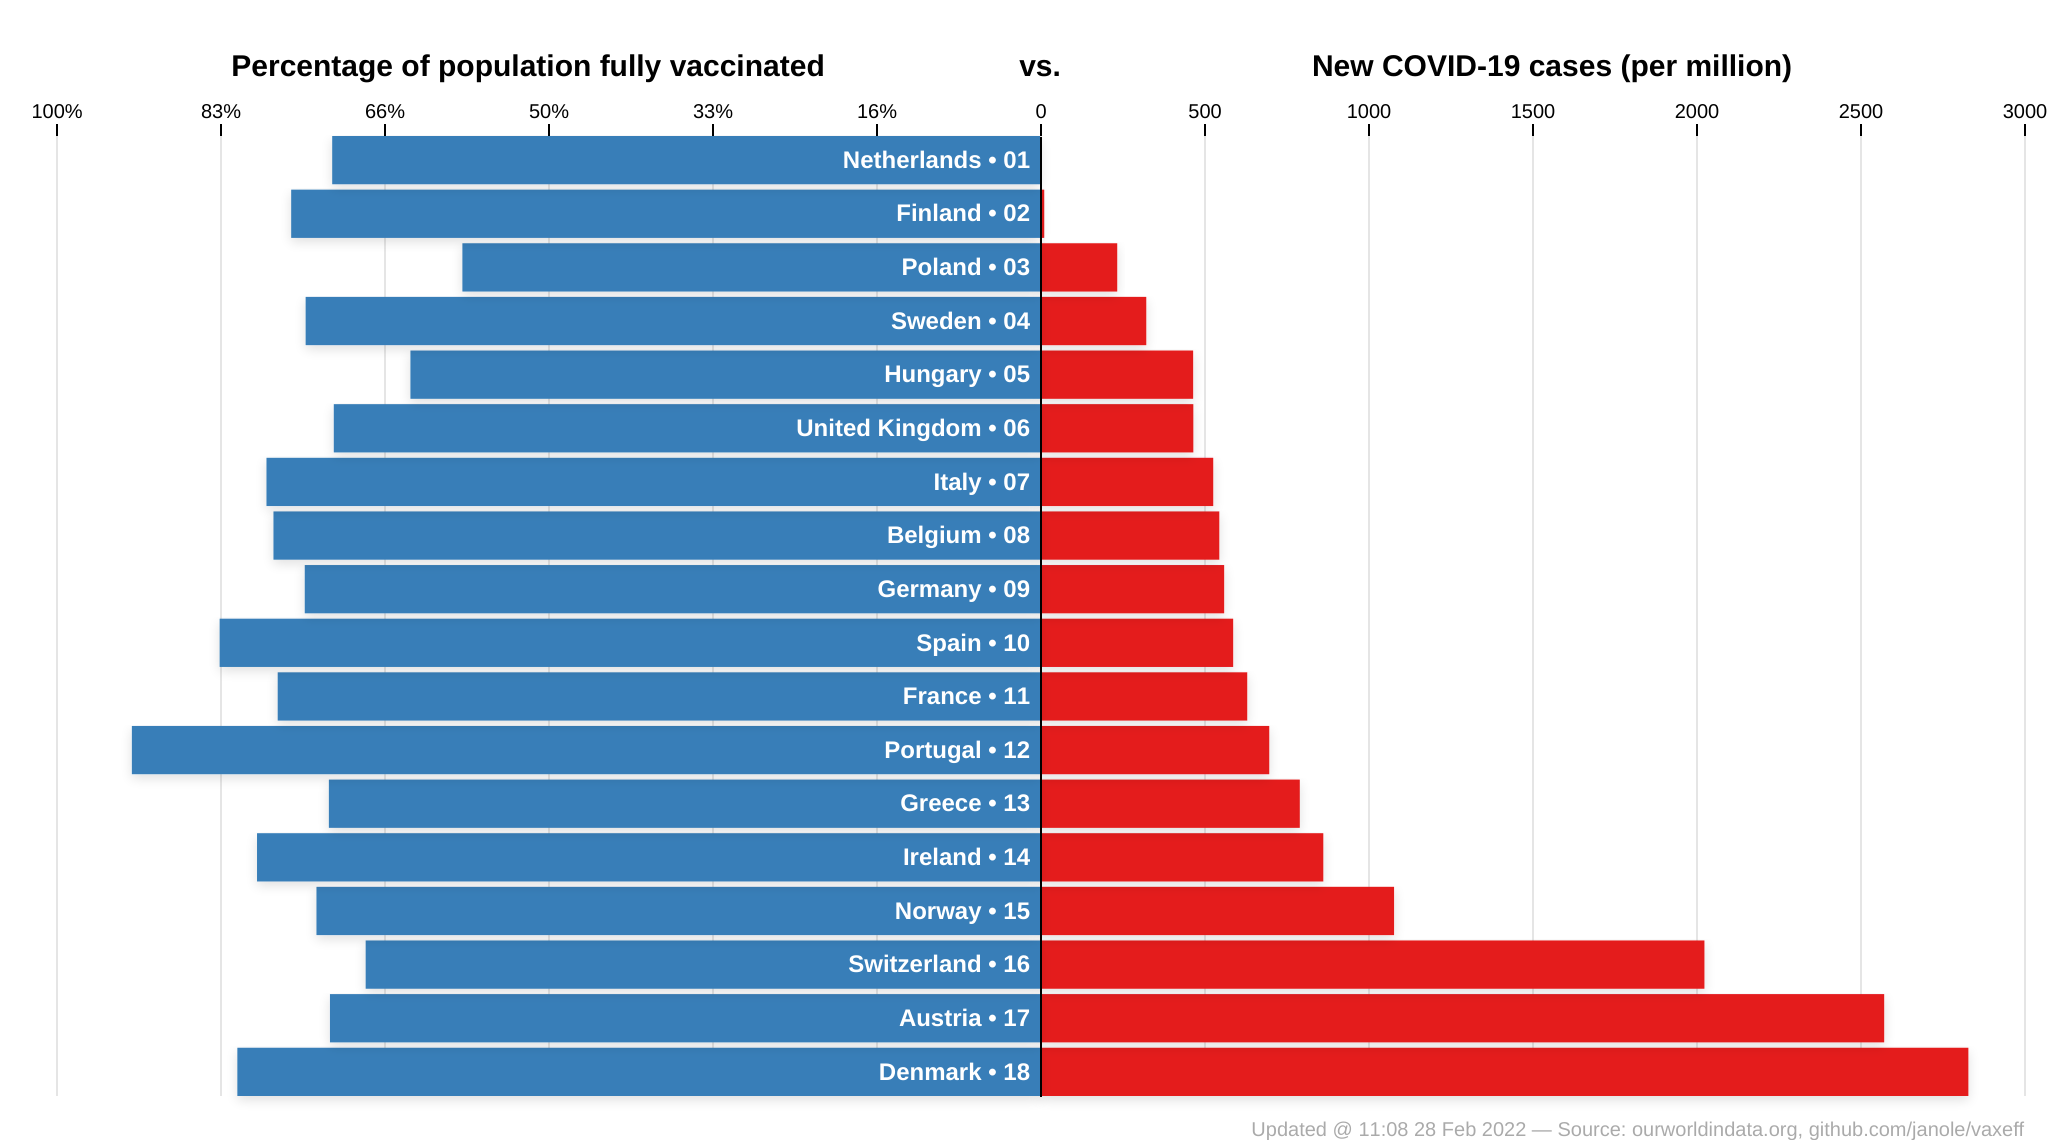 Percentage of population fully vaccinated vs. New COVID-19 cases (per million)
100% 83% 66% 50% 33% 16% 0 500 1000 1500 2000 2500 3000
Netherlands • 01
Finland • 02
Poland • 03
Sweden • 04
Hungary • 05
United Kingdom • 06
Italy • 07
Belgium • 08
Germany • 09
Spain • 10
France • 11
Portugal • 12
Greece • 13
Ireland • 14
Norway • 15
Switzerland • 16
Austria • 17
Denmark • 18
Updated @ 11:08 28 Feb 2022 — Source: ourworldindata.org, github.com/janole/vaxeff